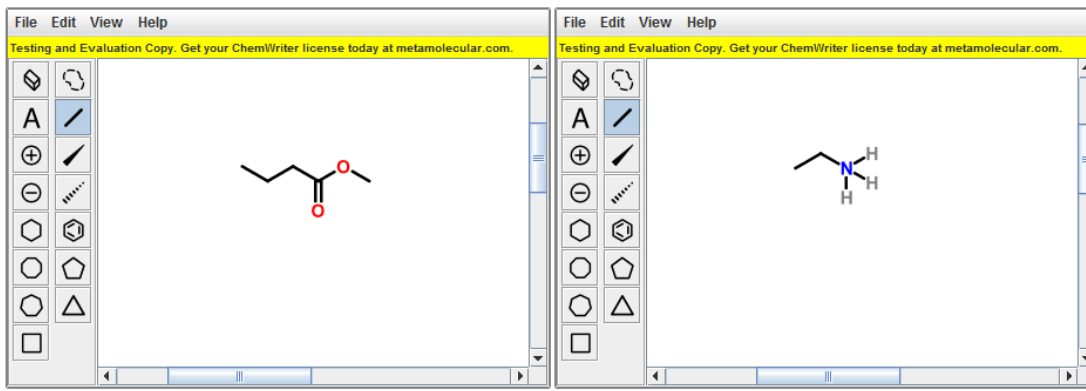 File Edit View Help
Testing and Evaluation Copy. Get your ChemWriter license today at metamolecular.com.
A
O
O
File Edit View Help
Testing and Evaluation Copy. Get your ChemWriter license today at metamolecular.com.
A
H
N
H
H